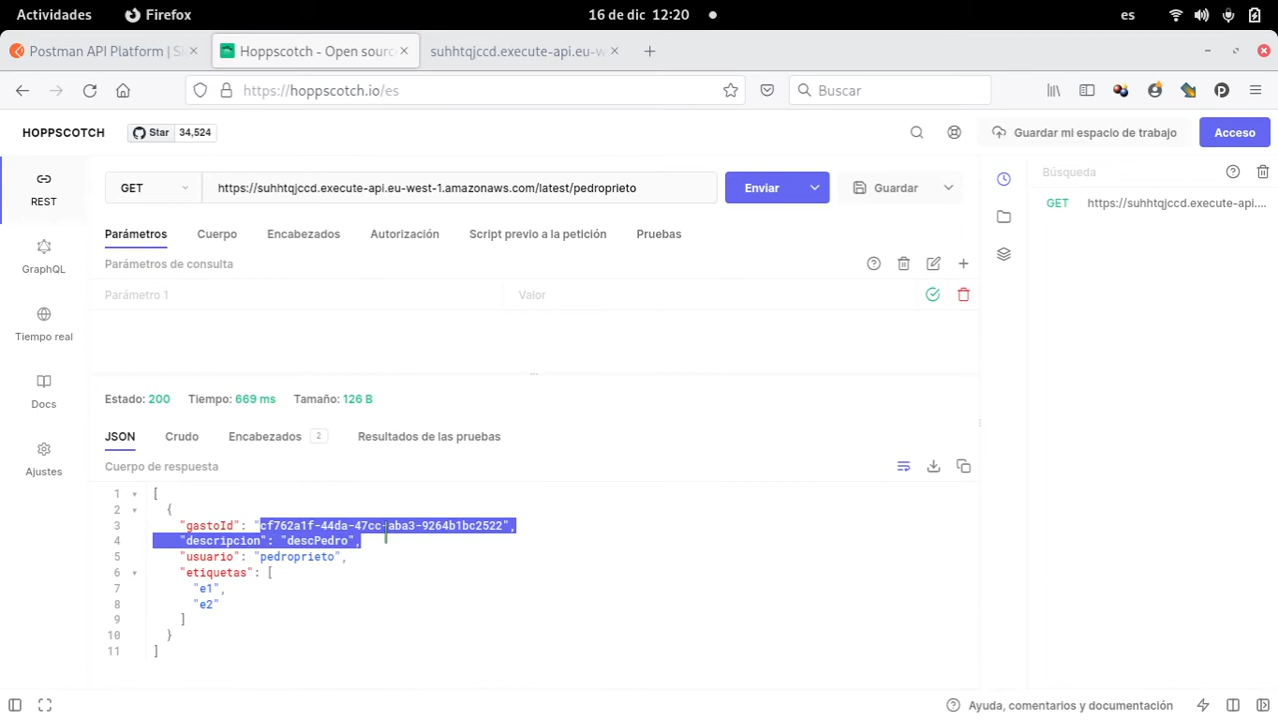 Actividades Firefox 16 de dic 12:20 es
Postman API Platform | Si Hoppscotch - Open sourc suhhtqjccd.execute-api.eu-w
https://hoppscotch.io/es Buscar
HOPPSCOTCH Star 34,524 Guardar mi espacio de trabajo Acceso
REST
GraphQL
Tiempo real
Docs
Ajustes
GET https://suhhtqjccd.execute-api.eu-west-1.amazonaws.com/latest/pedroprieto Enviar Guardar
Parámetros Cuerpo Encabezados Autorización Script previo a la petición Pruebas
Parámetros de consulta
Parámetro 1 Valor
Estado: 200 Tiempo: 669 ms Tamaño: 126 B
JSON Crudo Encabezados 2 Resultados de las pruebas
Cuerpo de respuesta
1 [
2 {
3 "gastoId": "cf762a1f-44da-47cc-aba3-9264b1bc2522",
4 "descripcion": "descPedro",
5 "usuario": "pedroprieto",
6 "etiquetas": [
7 "e1",
8 "e2"
9 ]
10 }
11 ]
Búsqueda
GET https://suhhtqjccd.execute-api....
Ayuda, comentarios y documentación